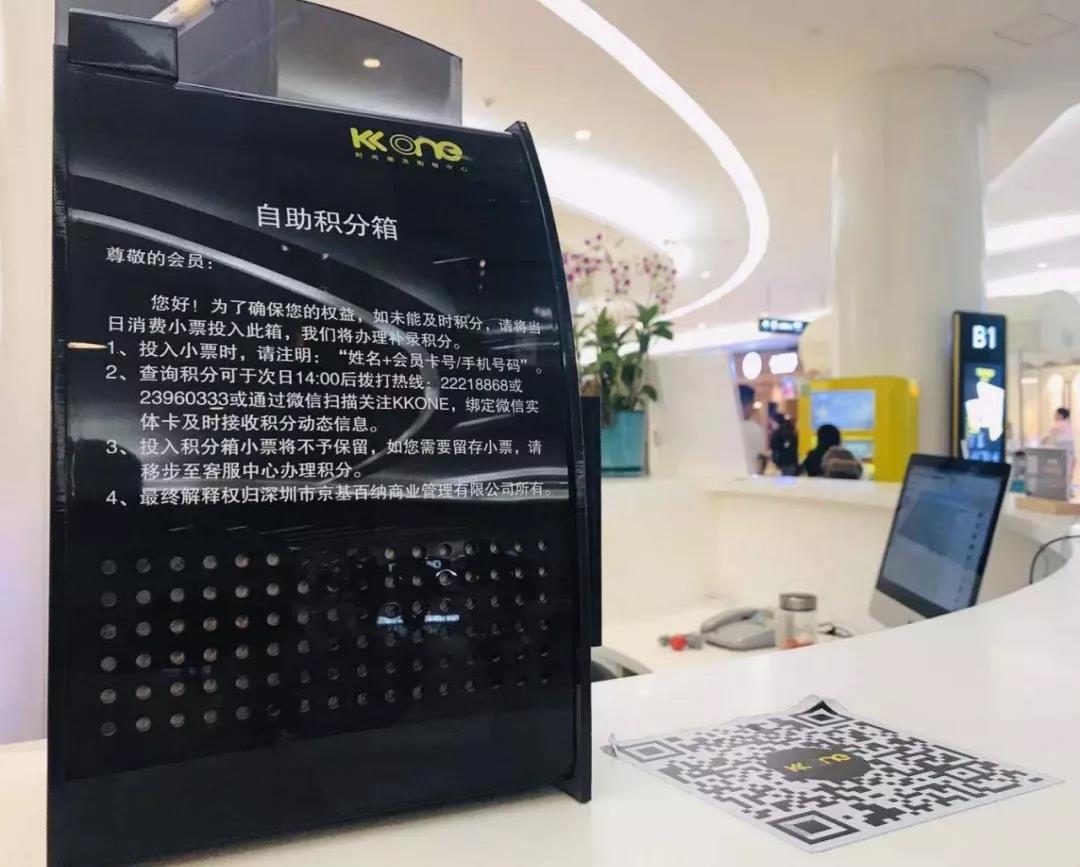 KKONE
时尚潮流购物中心
自助积分箱
尊敬的会员：
您好！为了确保您的权益，如未能及时积分，请将当
日消费小票投入此箱，我们将办理补录积分。
1、投入小票时，请注明：“姓名+会员卡号/手机号码”。
2、查询积分可于次日14:00后拨打热线：22218868或
23960333或通过微信扫描关注KKONE，绑定微信实
体卡及时接收积分动态信息。
3、投入积分箱小票将不予保留，如您需要留存小票，请
移步至客服中心办理积分。
4、最终解释权归深圳市京基百纳商业管理有限公司所有。
B1
KKONE